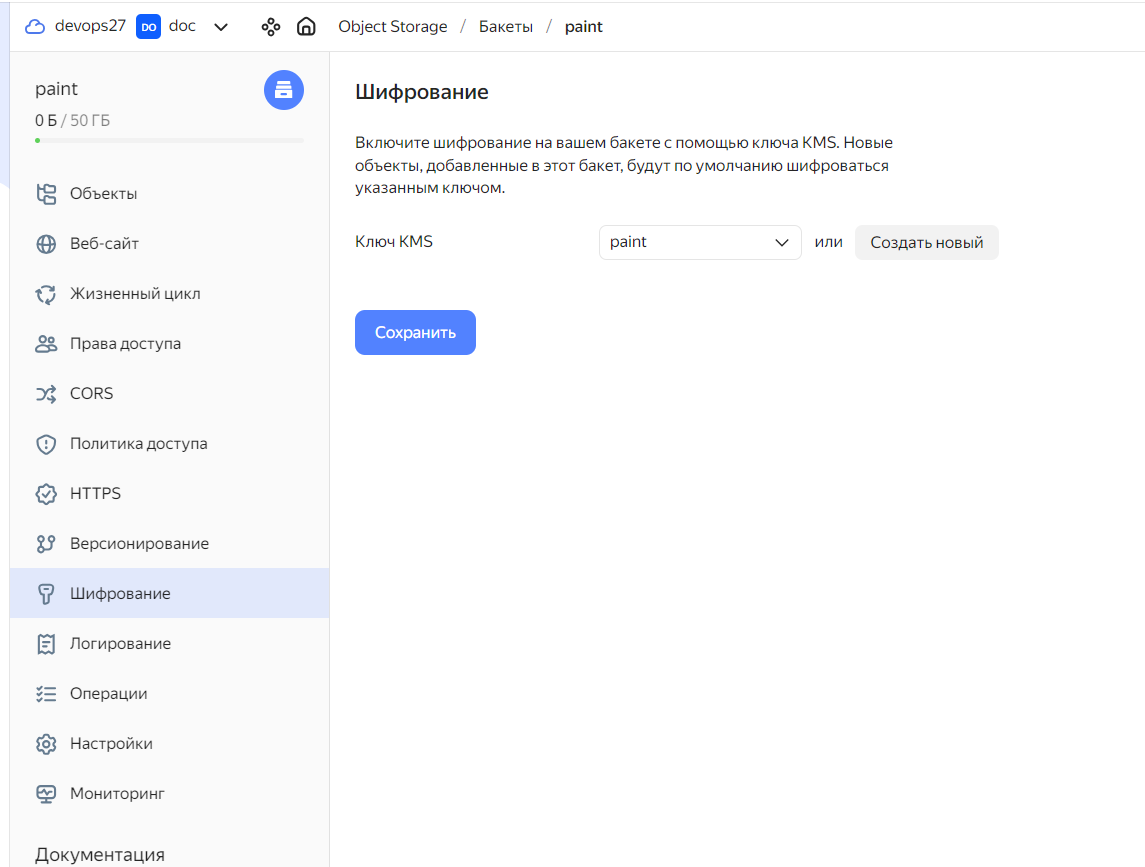 devops27 DO doc Object Storage / Бакеты / paint
paint
0 Б / 50 ГБ
Объекты
Веб-сайт
Жизненный цикл
Права доступа
CORS
Политика доступа
HTTPS
Версионирование
Шифрование
Логирование
Операции
Настройки
Мониторинг
Документация
Шифрование
Включите шифрование на вашем бакете с помощью ключа KMS. Новые
объекты, добавленные в этот бакет, будут по умолчанию шифроваться
указанным ключом.
Ключ KMS paint или Создать новый
Сохранить